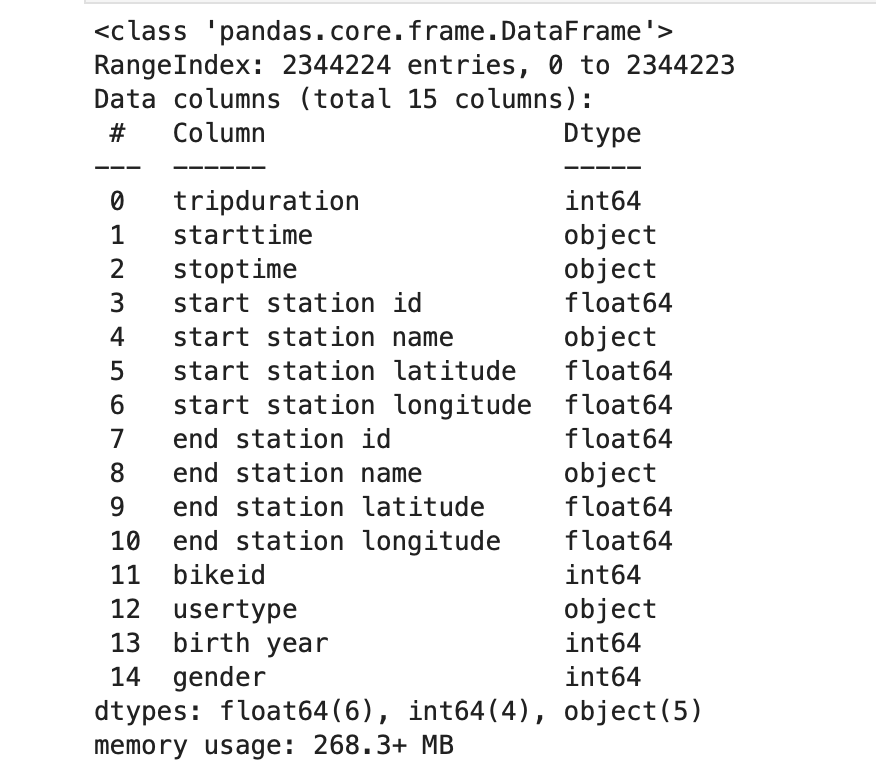 <class 'pandas.core.frame.DataFrame'>
RangeIndex: 2344224 entries, 0 to 2344223
Data columns (total 15 columns):
 #   Column                   Dtype
---  ------                   -----
 0   tripduration             int64
 1   starttime                object
 2   stoptime                 object
 3   start station id         float64
 4   start station name       object
 5   start station latitude   float64
 6   start station longitude  float64
 7   end station id           float64
 8   end station name         object
 9   end station latitude     float64
 10  end station longitude    float64
 11  bikeid                   int64
 12  usertype                 object
 13  birth year               int64
 14  gender                   int64
dtypes: float64(6), int64(4), object(5)
memory usage: 268.3+ MB